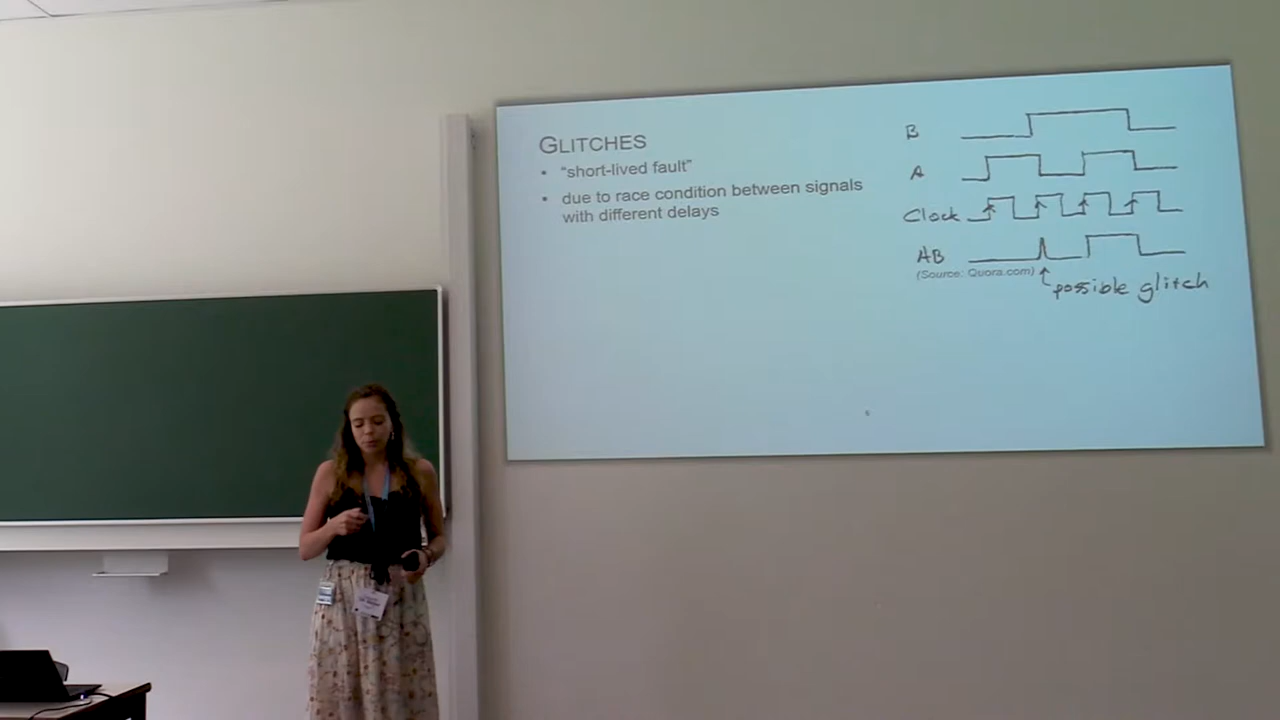 GLITCHES
• "short-lived fault"
• due to race condition between signals
with different delays
B
A
Clock
AB
(Source: Quora.com)
possible glitch